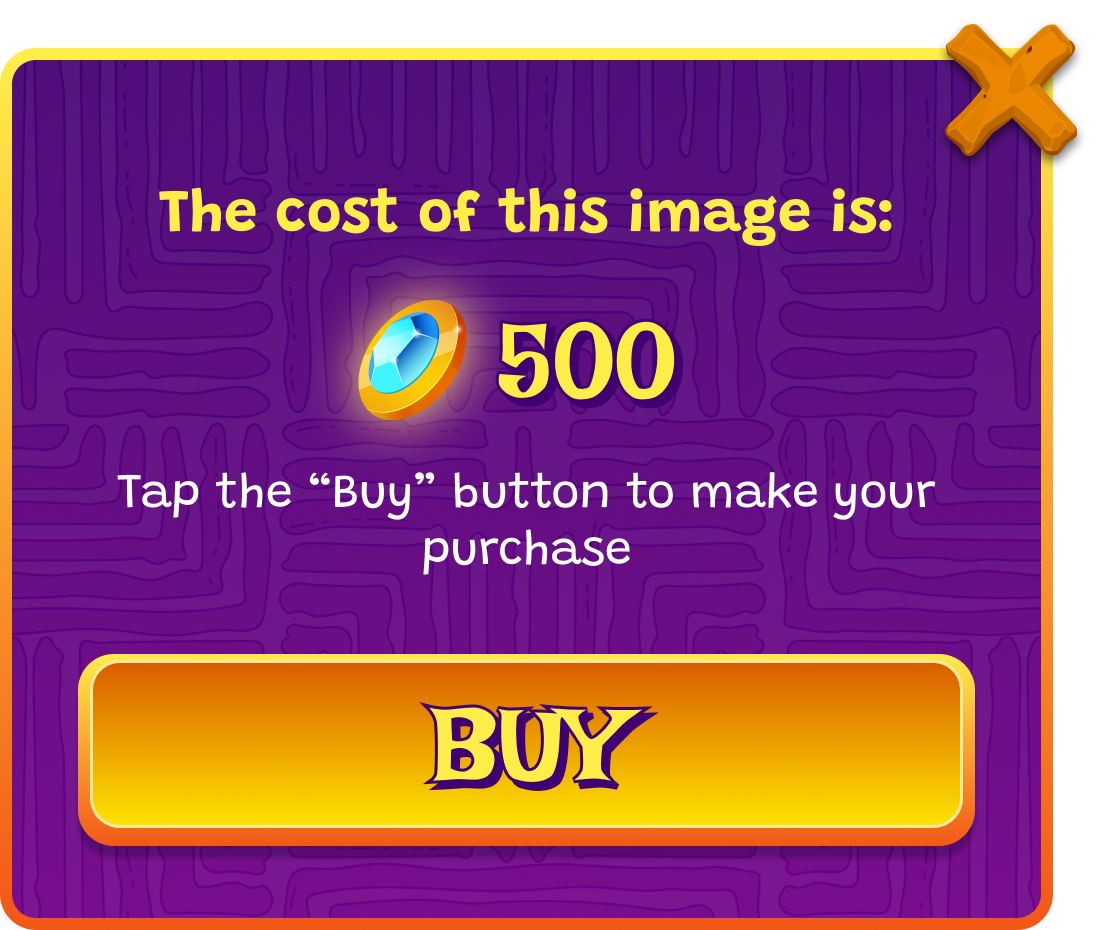 The cost of this image is:
500
Tap the “Buy” button to make your
purchase
BUY